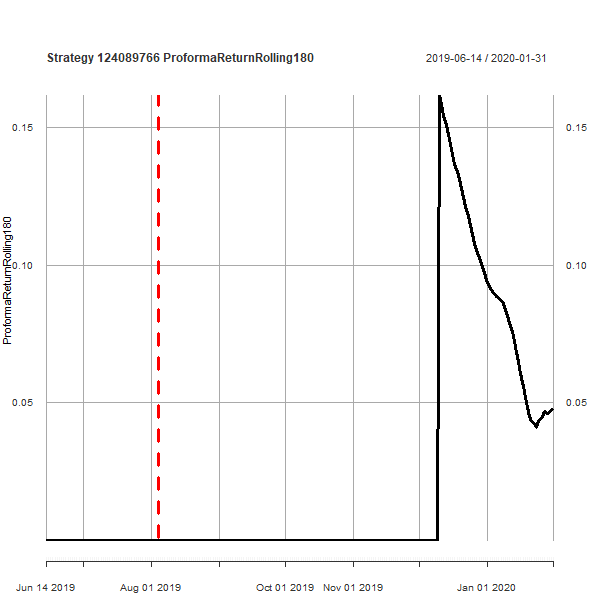 Strategy 124089766 ProformaReturnRolling180
2019-06-14 / 2020-01-31
0.15 0.15
0.10 0.10
0.05 0.05
ProformaReturnRolling180
Jun 14 2019 Aug 01 2019 Oct 01 2019 Nov 01 2019 Jan 01 2020